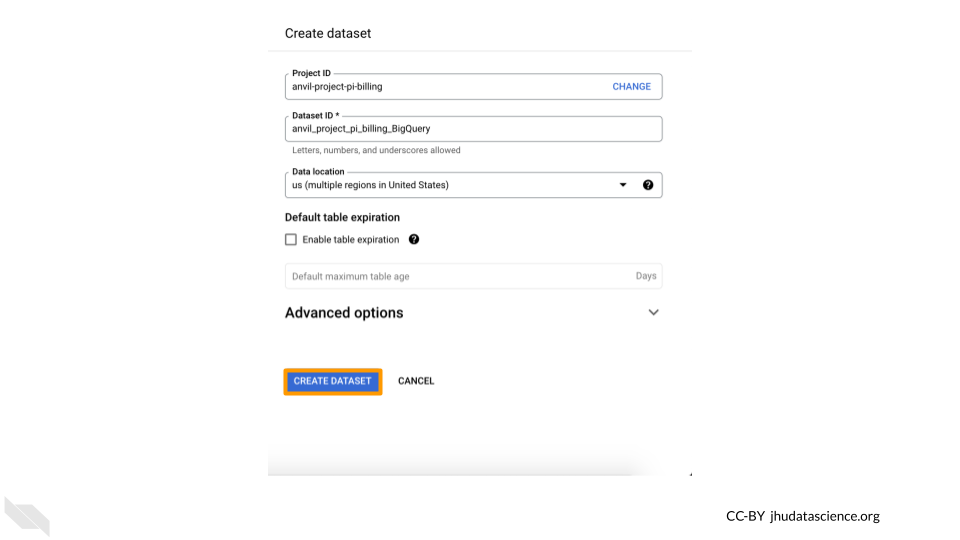 Create dataset
Project ID
anvil-project-pi-billing
CHANGE
Dataset ID *
anvil_project_pi_billing_BigQuery
Letters, numbers, and underscores allowed
Data location
us (multiple regions in United States)
Default table expiration
Enable table expiration
Default maximum table age
Days
Advanced options
CREATE DATASET
CANCEL
CC-BY jhudatascience.org